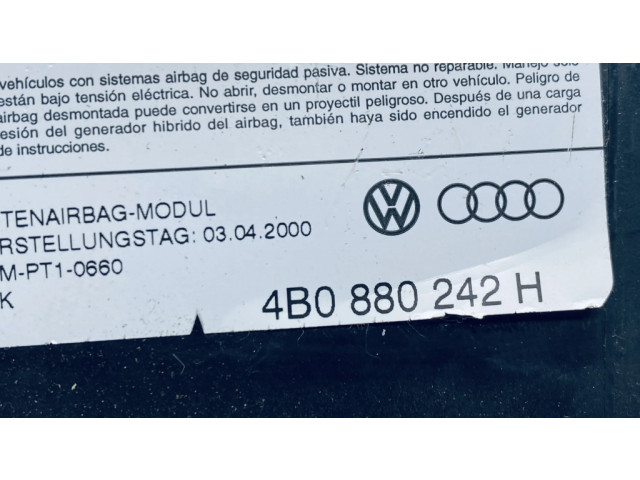 vehículos con sistemas airbag de seguridad pasiva. Sistema no reparable. Manejo solo
están bajo tensión eléctrica. No abrir, desmontar o montar en otro vehículo. Peligro de
airbag desmontada puede convertirse en un proyectil peligroso. Después de una carga
esión del generador hibrido del airbag, también haya sido encendido el generador
de instrucciones.
TENAIRBAG-MODUL
RSTELLUNGSTAG: 03.04.2000
M-PT1-0660
K
4B0 880 242 H